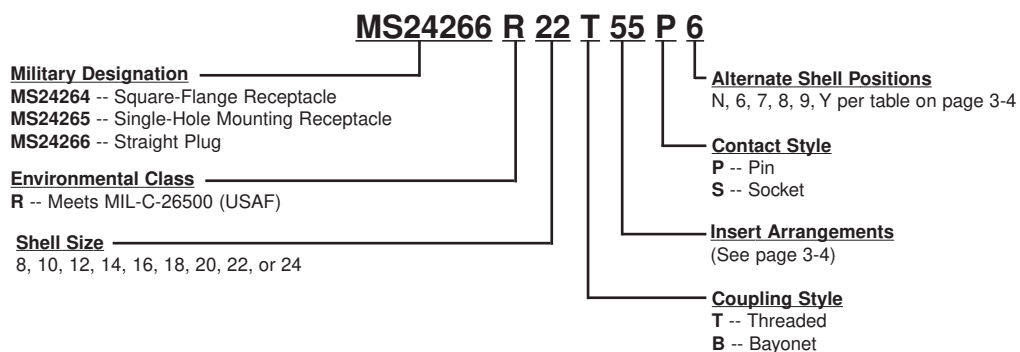 MS24266 R 22 T 55 P 6
Military Designation
MS24264 -- Square-Flange Receptacle
MS24265 -- Single-Hole Mounting Receptacle
MS24266 -- Straight Plug
Environmental Class
R -- Meets MIL-C-26500 (USAF)
Shell Size
8, 10, 12, 14, 16, 18, 20, 22, or 24
Alternate Shell Positions
N, 6, 7, 8, 9, Y per table on page 3-4
Contact Style
P -- Pin
S -- Socket
Insert Arrangements
(See page 3-4)
Coupling Style
T -- Threaded
B -- Bayonet